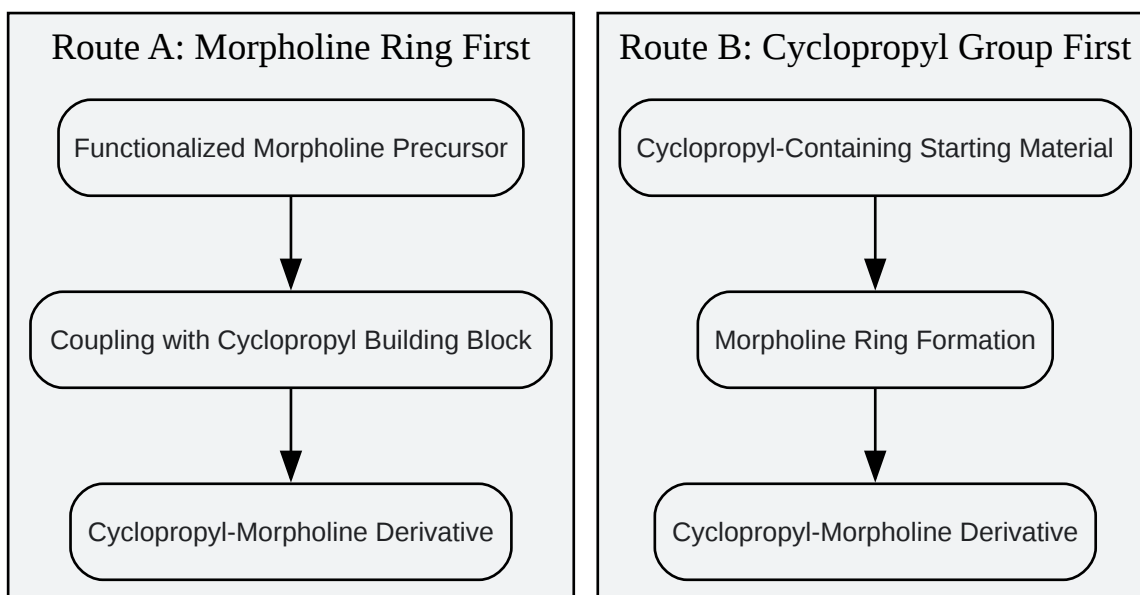 Route A: Morpholine Ring First
Functionalized Morpholine Precursor
Coupling with Cyclopropyl Building Block
Cyclopropyl-Morpholine Derivative
Route B: Cyclopropyl Group First
Cyclopropyl-Containing Starting Material
Morpholine Ring Formation
Cyclopropyl-Morpholine Derivative